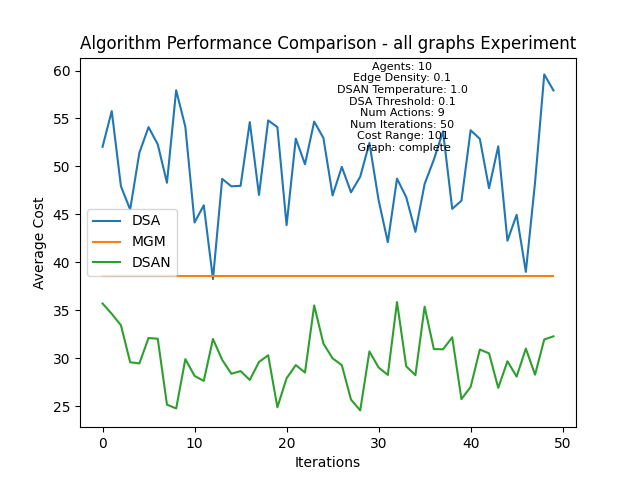 Algorithm Performance Comparison - all graphs Experiment
Agents: 10
Edge Density: 0.1
DSAN Temperature: 1.0
DSA Threshold: 0.1
Num Actions: 9
Num Iterations: 50
Cost Range: 101
Graph: complete
60
55
50
45
40
35
30
25
Average Cost
DSA
MGM
DSAN
0
10
20
30
40
50
Iterations